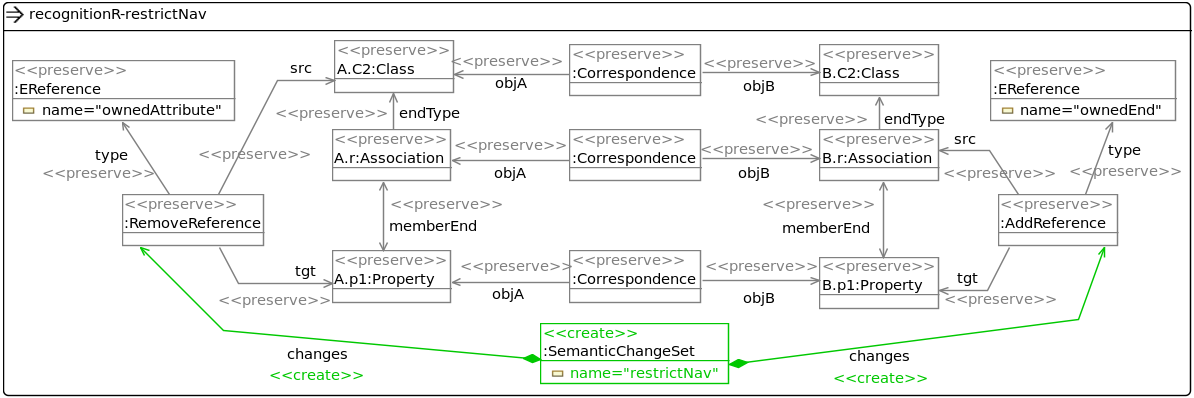 recognitionR-restrictNav
<<preserve>>
:EReference
name="ownedAttribute"
src
<<preserve>>
A.C2:Class
<<preserve>>
objA
<<preserve>>
:Correspondence
<<preserve>>
objB
<<preserve>>
B.C2:Class
<<preserve>>
:EReference
name="ownedEnd"
<<preserve>>
endType
<<preserve>>
endType
type
<<preserve>>
<<preserve>>
<<preserve>>
A.r:Association
<<preserve>>
objA
<<preserve>>
:Correspondence
<<preserve>>
objB
<<preserve>>
B.r:Association
src
<<preserve>>
type
<<preserve>>
<<preserve>>
:RemoveReference
<<preserve>>
memberEnd
<<preserve>>
memberEnd
<<preserve>>
:AddReference
tgt
<<preserve>>
<<preserve>>
A.p1:Property
<<preserve>>
objA
<<preserve>>
:Correspondence
<<preserve>>
objB
<<preserve>>
B.p1:Property
tgt
<<preserve>>
changes
<<create>>
<<create>>
:SemanticChangeSet
name="restrictNav"
changes
<<create>>